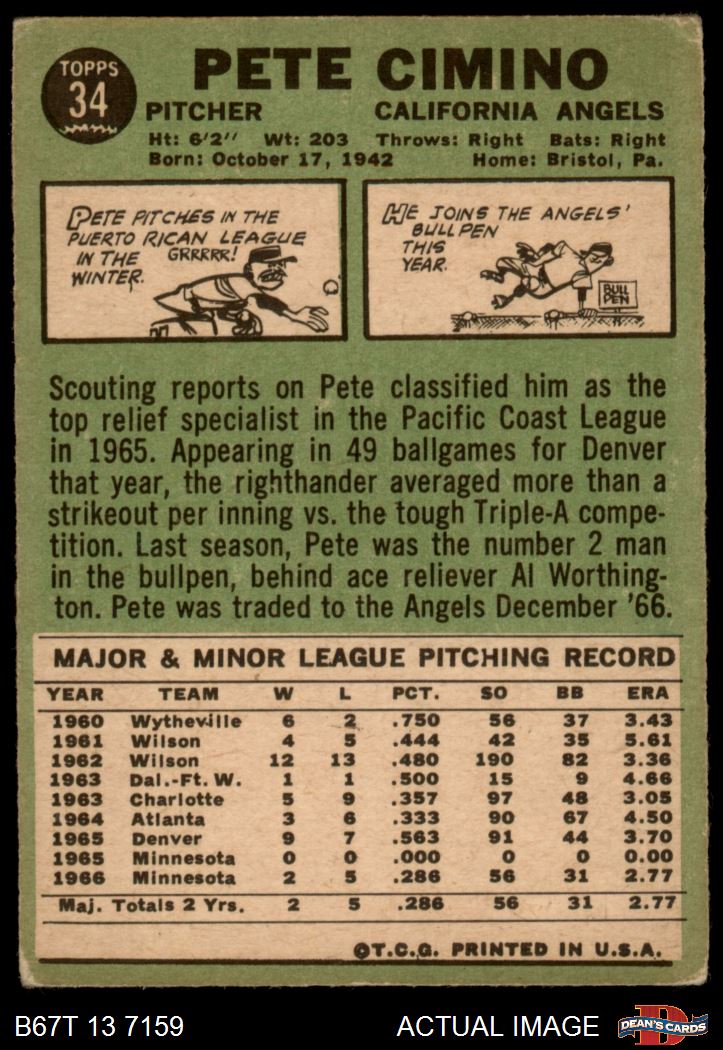 TOPPS
34
PETE CIMINO
PITCHER CALIFORNIA ANGELS
Ht: 6'2" Wt: 203 Throws: Right Bats: Right
Born: October 17, 1942 Home: Bristol, Pa.
PETE PITCHES IN THE
PUERTO RICAN LEAGUE
IN THE GRRRRR!
WINTER.
HE JOINS THE ANGELS'
BULLPEN
THIS
YEAR.
BULL
PEN
Scouting reports on Pete classified him as the
top relief specialist in the Pacific Coast League
in 1965. Appearing in 49 ballgames for Denver
that year, the righthander averaged more than a
strikeout per inning vs. the tough Triple-A compe-
tition. Last season, Pete was the number 2 man
in the bullpen, behind ace reliever Al Worthing-
ton. Pete was traded to the Angels December '66.
MAJOR & MINOR LEAGUE PITCHING RECORD
YEAR TEAM W L PCT. SO BB ERA
1960 Wytheville 6 2 .750 56 37 3.43
1961 Wilson 4 5 .444 42 35 5.61
1962 Wilson 12 13 .480 190 82 3.36
1963 Dal.-Ft. W. 1 1 .500 15 9 4.66
1963 Charlotte 5 9 .357 97 48 3.05
1964 Atlanta 3 6 .333 90 67 4.50
1965 Denver 9 7 .563 91 44 3.70
1965 Minnesota 0 0 .000 0 0 0.00
1966 Minnesota 2 5 .286 56 31 2.77
Maj. Totals 2 Yrs. 2 5 .286 56 31 2.77
©T.C.G. PRINTED IN U.S.A.
B67T 13 7159 ACTUAL IMAGE DEAN'S CARDS